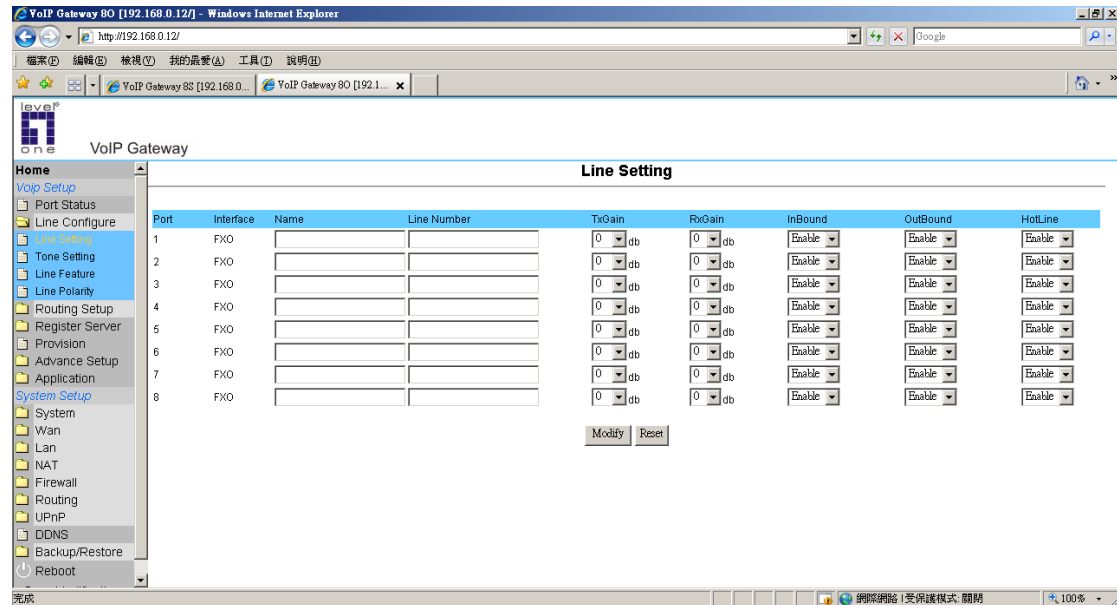 VoIP Gateway 8O [192.168.0.12/] - Windows Internet Explorer
http://192.168.0.12/
Google
檔案(F) 編輯(E) 檢視(V) 我的最愛(A) 工具(T) 說明(H)
VoIP Gateway 8S [192.168.0... VoIP Gateway 8O [192.1...
level
one
VoIP Gateway
Home
Voip Setup
Port Status
Line Configure
Line Setting
Tone Setting
Line Feature
Line Polarity
Routing Setup
Register Server
Provision
Advance Setup
Application
System Setup
System
Wan
Lan
NAT
Firewall
Routing
UPnP
DDNS
Backup/Restore
Reboot
Line Setting
Port Interface Name Line Number TxGain RxGain InBound OutBound HotLine
1 FXO 0 db 0 db Enable Enable Enable
2 FXO 0 db 0 db Enable Enable Enable
3 FXO 0 db 0 db Enable Enable Enable
4 FXO 0 db 0 db Enable Enable Enable
5 FXO 0 db 0 db Enable Enable Enable
6 FXO 0 db 0 db Enable Enable Enable
7 FXO 0 db 0 db Enable Enable Enable
8 FXO 0 db 0 db Enable Enable Enable
Modify Reset
完成
網際網路 | 受保護模式: 關閉
100%